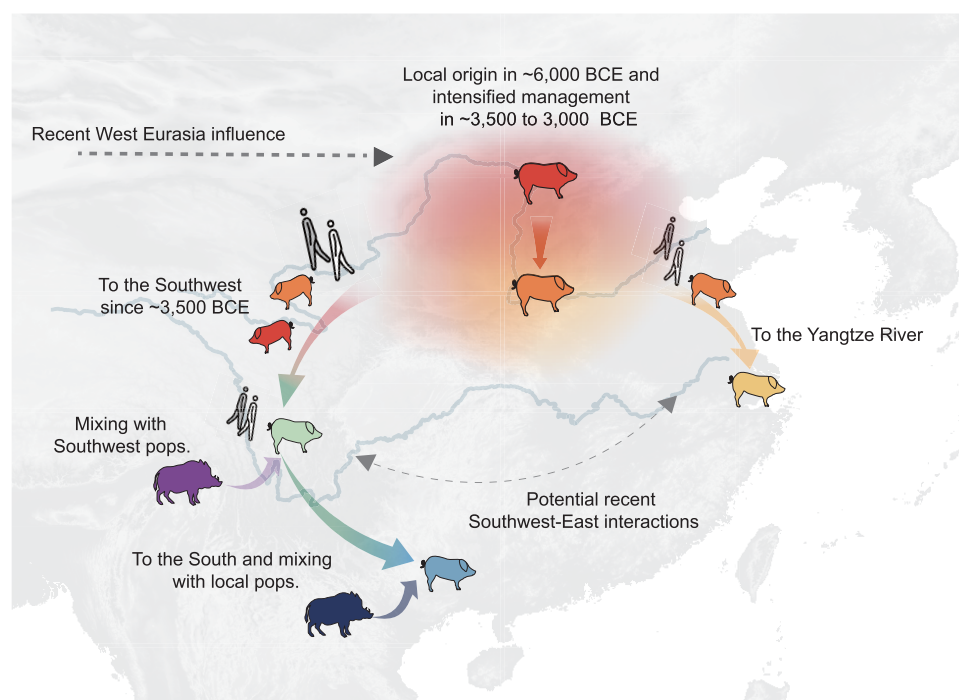 Local origin in ~6,000 BCE and
intensified management
in ~3,500 to 3,000 BCE
Recent West Eurasia influence
To the Southwest
since ~3,500 BCE
To the Yangtze River
Mixing with
Southwest pops.
Potential recent
Southwest-East interactions
To the South and mixing
with local pops.